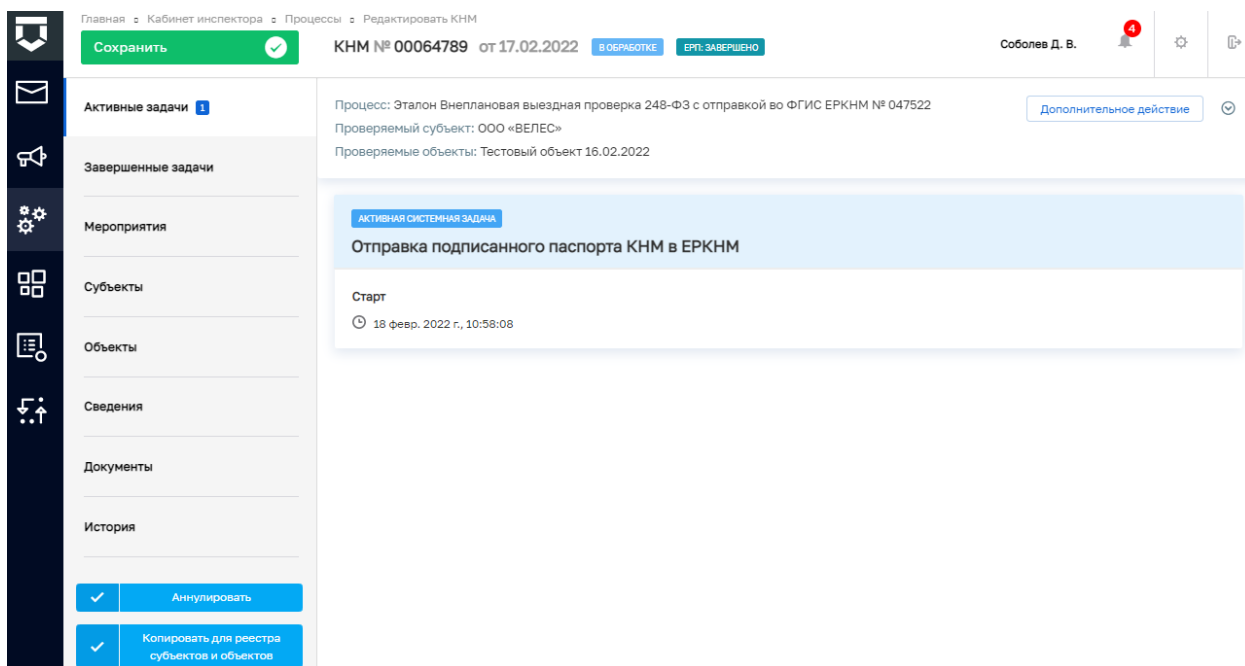 Главная Кабинет инспектора Процессы Редактировать КНМ
Сохранить
КНМ № 00064789 от 17.02.2022 В ОБРАБОТКЕ ЕРП: ЗАВЕРШЕНО
Соболев Д. В.
4
Активные задачи 1
Завершенные задачи
Мероприятия
Субъекты
Объекты
Сведения
Документы
История
Аннулировать
Копировать для реестра
субъектов и объектов
Процесс: Эталон Внеплановая выездная проверка 248-ФЗ с отправкой во ФГИС ЕРКНМ № 047522
Проверяемый субъект: ООО «ВЕЛЕС»
Проверяемые объекты: Тестовый объект 16.02.2022
Дополнительное действие
АКТИВНАЯ СИСТЕМНАЯ ЗАДАЧА
Отправка подписанного паспорта КНМ в ЕРКНМ
Старт
18 февр. 2022 г., 10:58:08